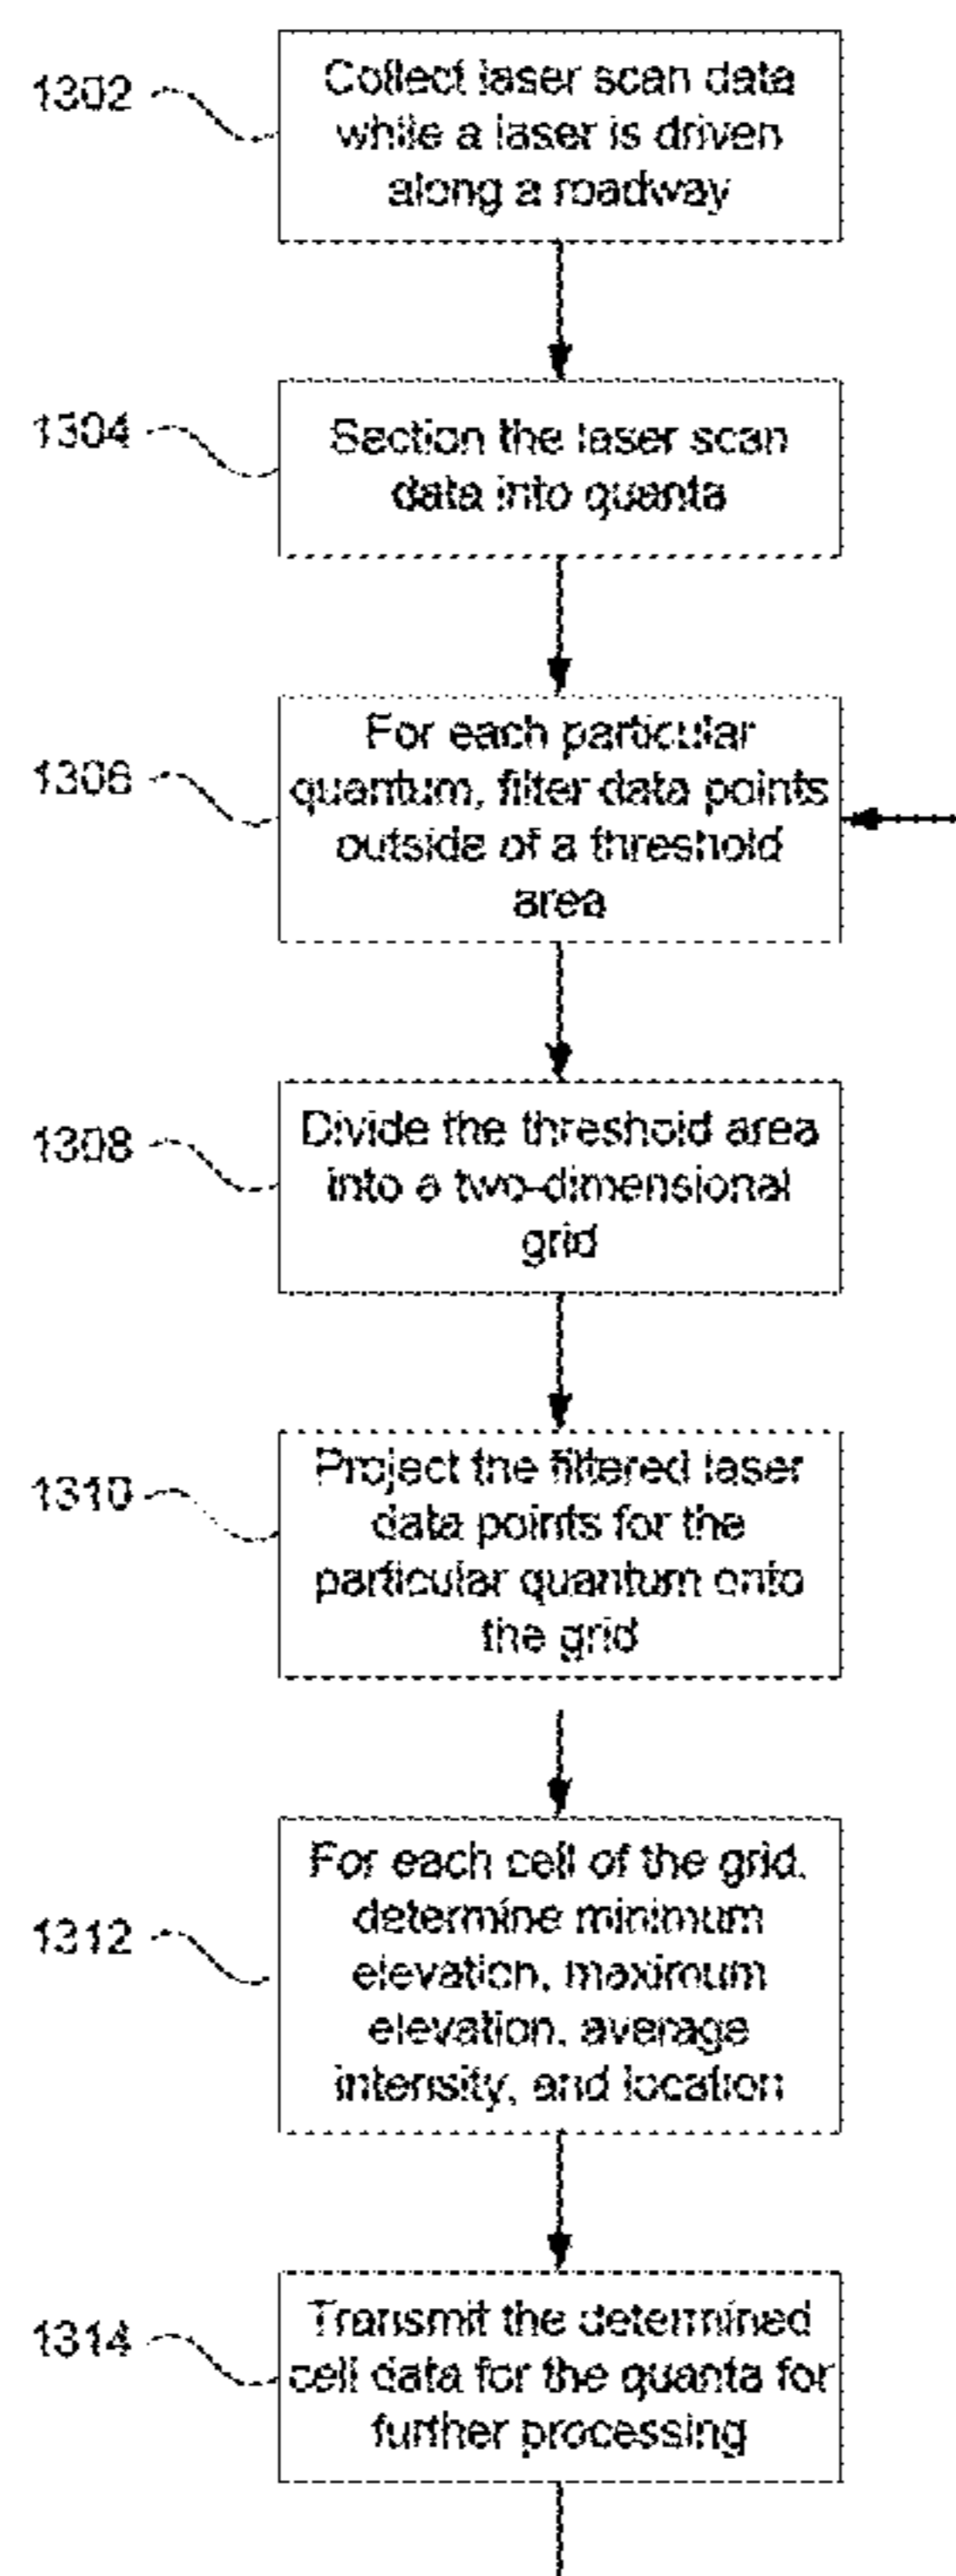 1302
Collect laser scan data
while a laser is driven
along a roadway
1304
Section the laser scan
data into quanta
1306
For each particular
quantum, filter data points
outside of a threshold
area
1308
Divide the threshold area
into a two-dimensional
grid
1310
Project the filtered laser
data points for the
particular quantum onto
the grid
1312
For each cell of the grid,
determine minimum
elevation, maximum
elevation, average
intensity, and location
1314
Transmit the determined
cell data for the quanta for
further processing